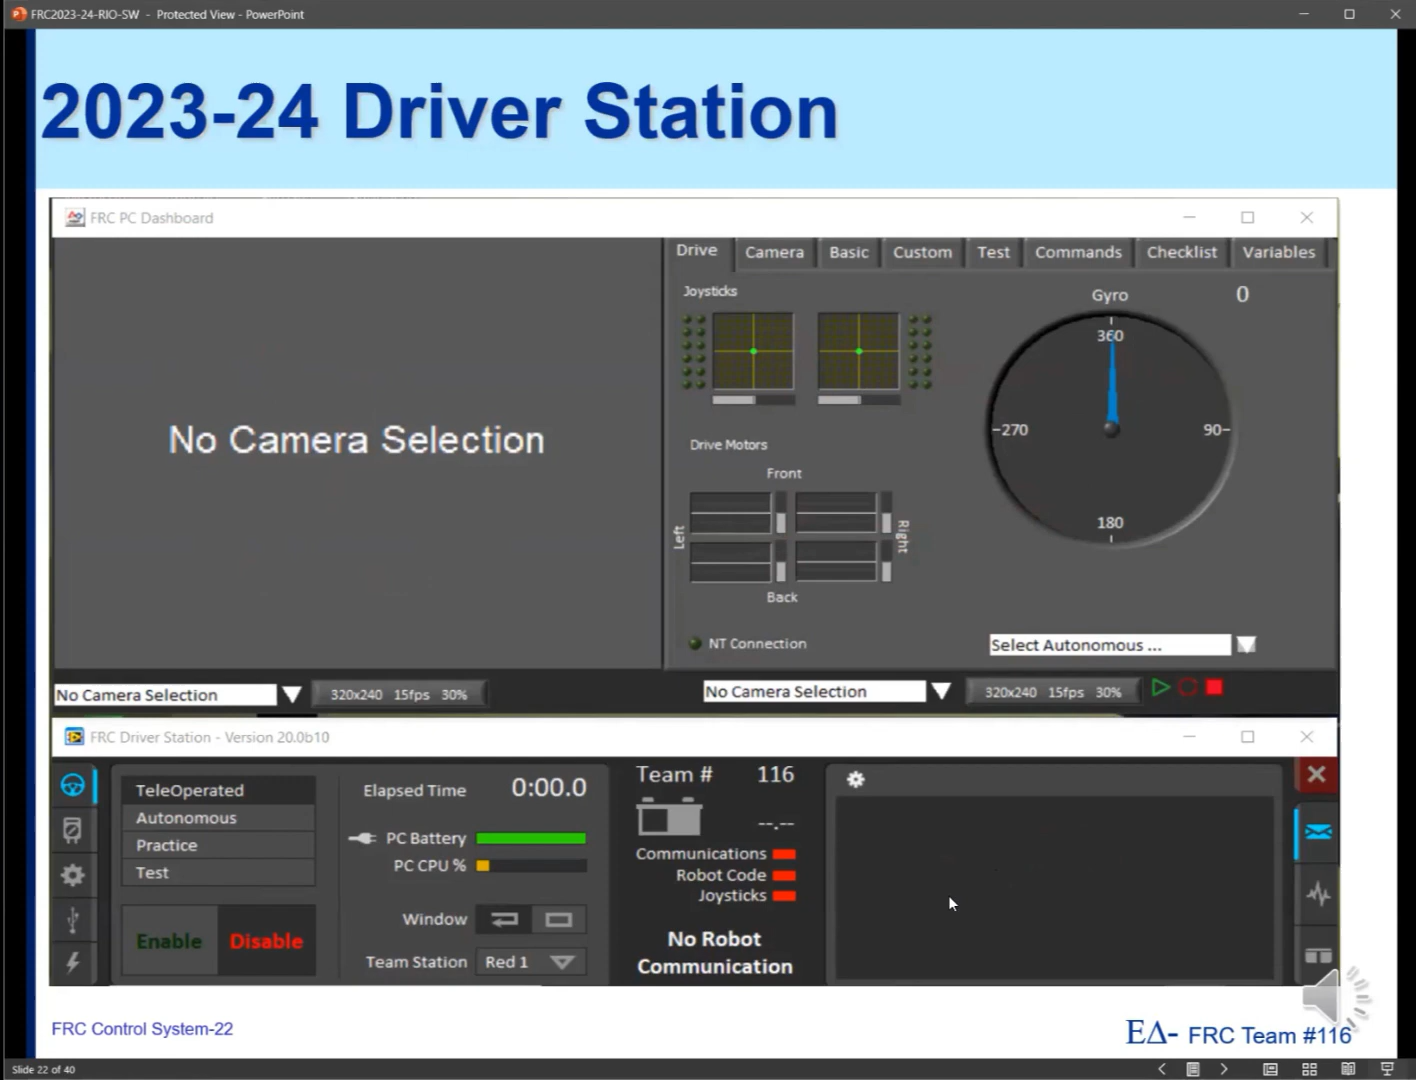 FRC2023-24-RIO-SW - Protected View - PowerPoint
2023-24 Driver Station
FRC PC Dashboard
Drive Camera Basic Custom Test Commands Checklist Variables
Joysticks
Gyro 0
360
No Camera Selection
-270 90-
Drive Motors
Front
180
Left
Right
Back
NT Connection
Select Autonomous ...
No Camera Selection
320x240 15fps 30%
No Camera Selection
320x240 15fps 30%
FRC Driver Station - Version 20.0b10
TeleOperated
Autonomous
Practice
Test
Enable Disable
Elapsed Time 0:00.0
PC Battery
PC CPU %
Window
Team Station Red 1
Team # 116
--.--
Communications
Robot Code
Joysticks
No Robot
Communication
FRC Control System-22
EΔ- FRC Team #116
Slide 22 of 40